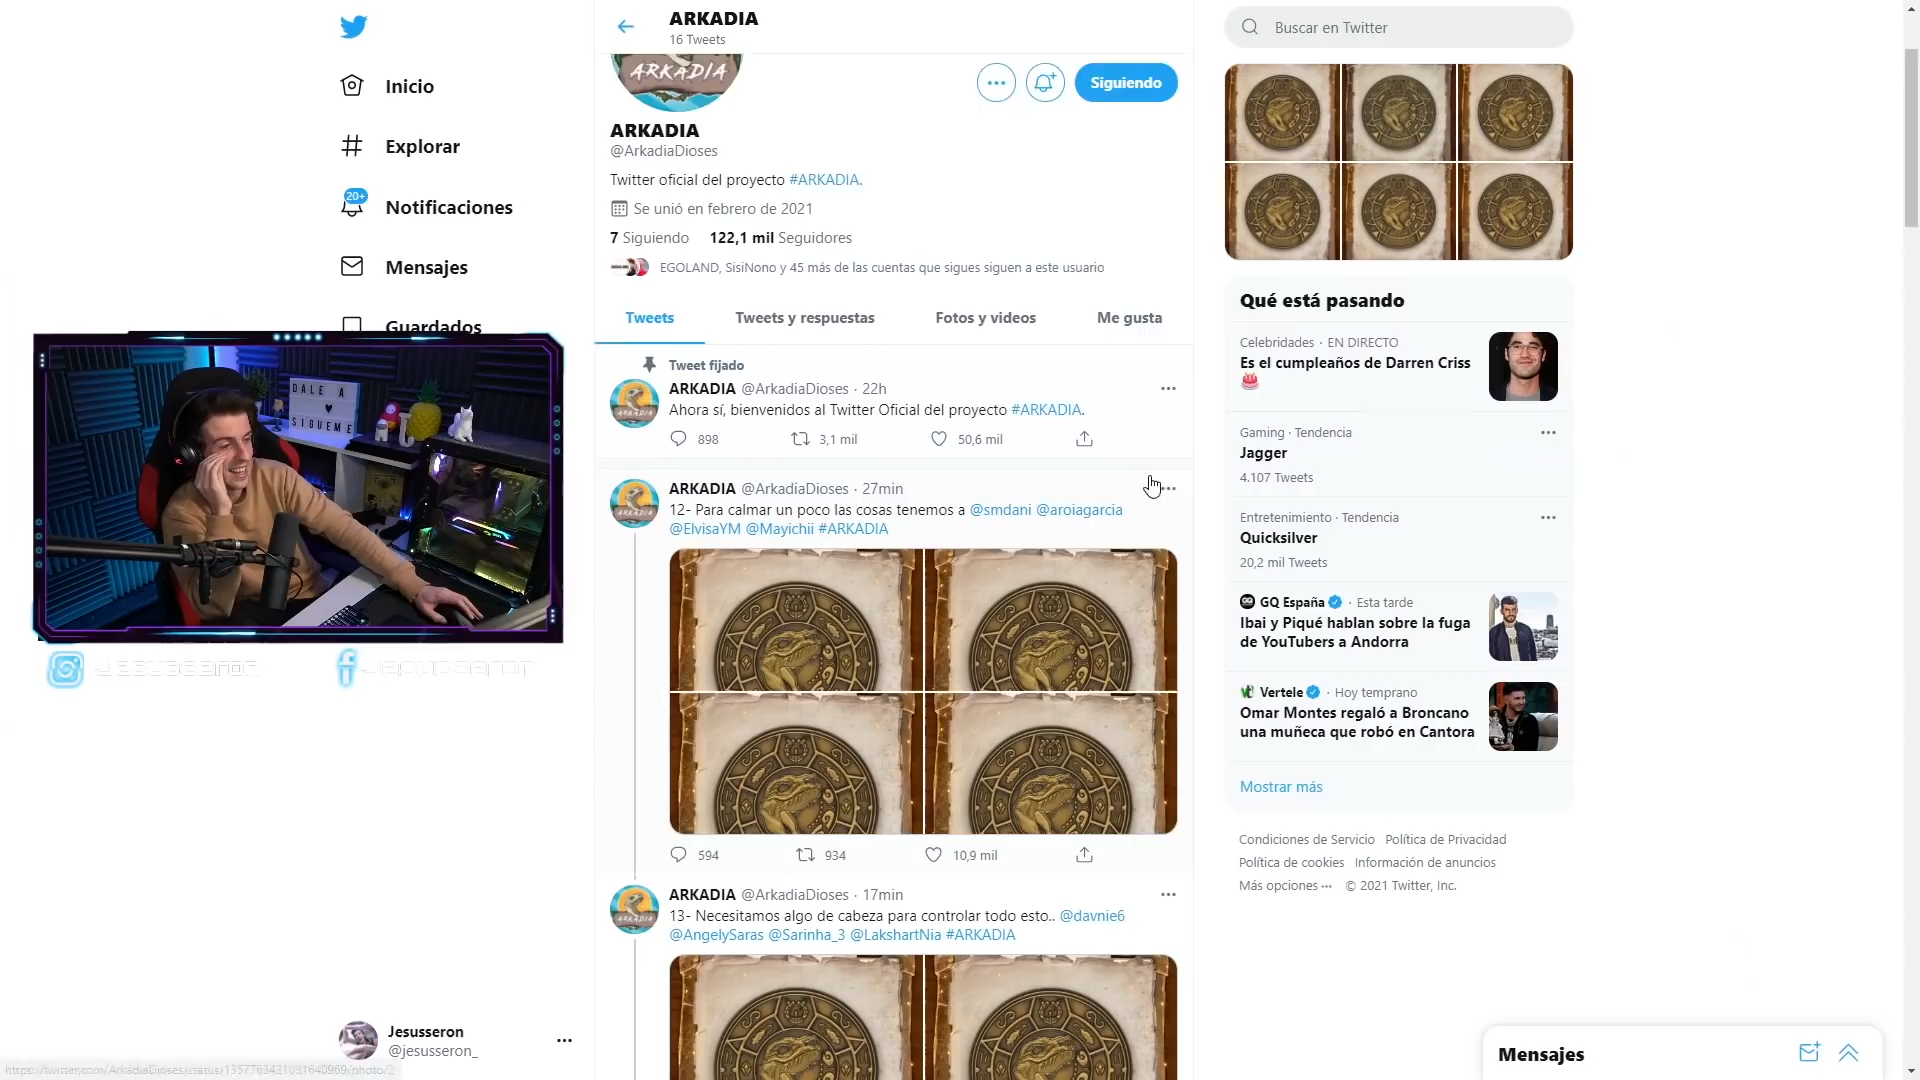 ARKADIA
16 Tweets
Buscar en Twitter
Inicio
Explorar
20+
Notificaciones
Mensajes
Guardados
ARKADIA
Siguiendo
ARKADIA
@ArkadiaDioses
Twitter oficial del proyecto #ARKADIA.
Se unió en febrero de 2021
7 Siguiendo 122,1 mil Seguidores
EGOLAND, SisiNono y 45 más de las cuentas que sigues siguen a este usuario
Tweets Tweets y respuestas Fotos y videos Me gusta
Tweet fijado
ARKADIA @ArkadiaDioses · 22h
Ahora sí, bienvenidos al Twitter Oficial del proyecto #ARKADIA.
898 3,1 mil 50,6 mil
ARKADIA @ArkadiaDioses · 27min
12- Para calmar un poco las cosas tenemos a @smdani @aroiagarcia
@ElvisaYM @Mayichii #ARKADIA
594 934 10,9 mil
ARKADIA @ArkadiaDioses · 17min
13- Necesitamos algo de cabeza para controlar todo esto.. @davnie6
@AngelySaras @Sarinha_3 @LakshartNia #ARKADIA
DALE A
♥
SIGUEME
Jesusseron
@jesusseron_
Qué está pasando
Celebridades · EN DIRECTO
Es el cumpleaños de Darren Criss
Gaming · Tendencia
Jagger
4.107 Tweets
Entretenimiento · Tendencia
Quicksilver
20,2 mil Tweets
GQ España · Esta tarde
Ibai y Piqué hablan sobre la fuga
de YouTubers a Andorra
Vertele · Hoy temprano
Omar Montes regaló a Broncano
una muñeca que robó en Cantora
Mostrar más
Condiciones de Servicio Política de Privacidad
Política de cookies Información de anuncios
Más opciones ··· © 2021 Twitter, Inc.
Mensajes